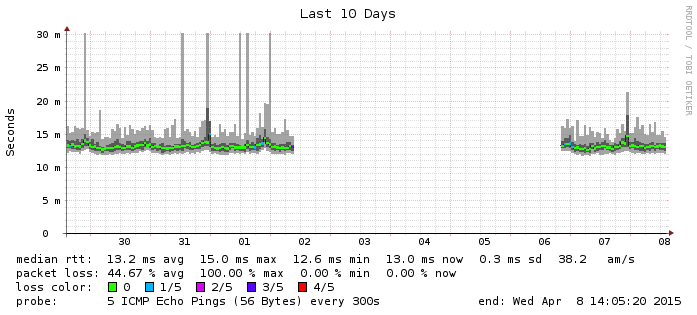 Last 10 Days
RRDTOOL / TOBI OETIKER
Seconds
30 m
25 m
20 m
15 m
10 m
5 m
0
30 31 01 02 03 04 05 06 07 08
median rtt: 13.2 ms avg 15.0 ms max 12.6 ms min 13.0 ms now 0.3 ms sd 38.2 am/s
packet loss: 44.67 % avg 100.00 % max 0.00 % min 0.00 % now
loss color: 0 1/5 2/5 3/5 4/5
probe: 5 ICMP Echo Pings (56 Bytes) every 300s end: Wed Apr 8 14:05:20 2015